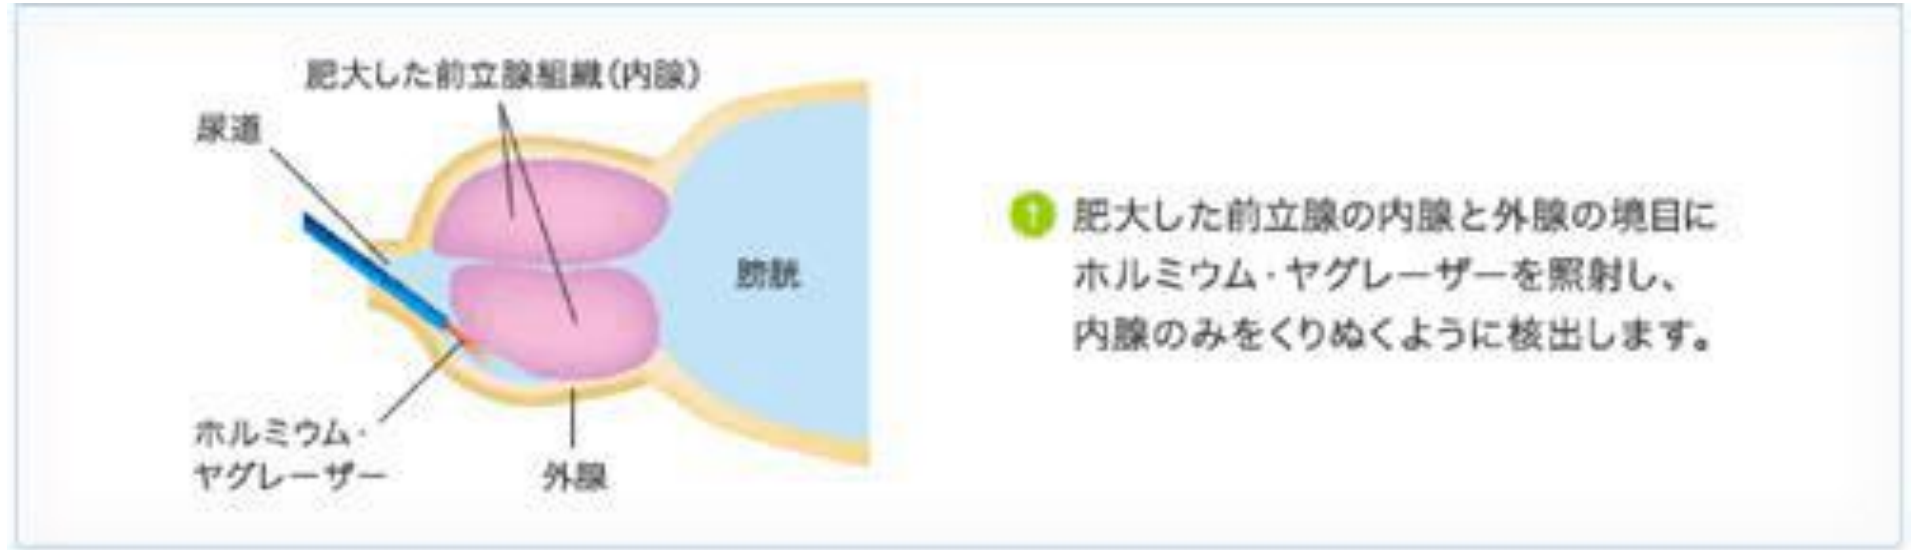 肥大した前立腺組織(内腺)
尿道
膀胱
ホルミウム・
ヤグレーザー
外腺
1 肥大した前立腺の内腺と外腺の境目に
ホルミウム・ヤグレーザーを照射し、
内腺のみをくりぬくように核出します。